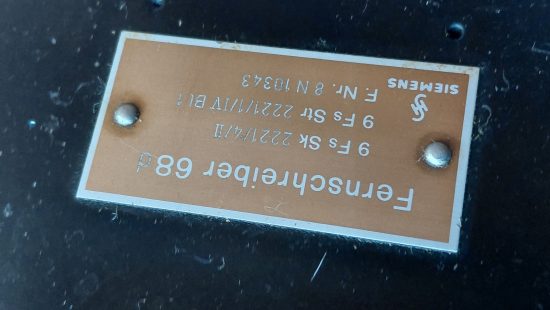 Fernschreiber 68d
9 Fs Sk 2221/4/II
9 Fs Str 2221/1/IV Bl.1
F. Nr. 8 N 10343
SIEMENS